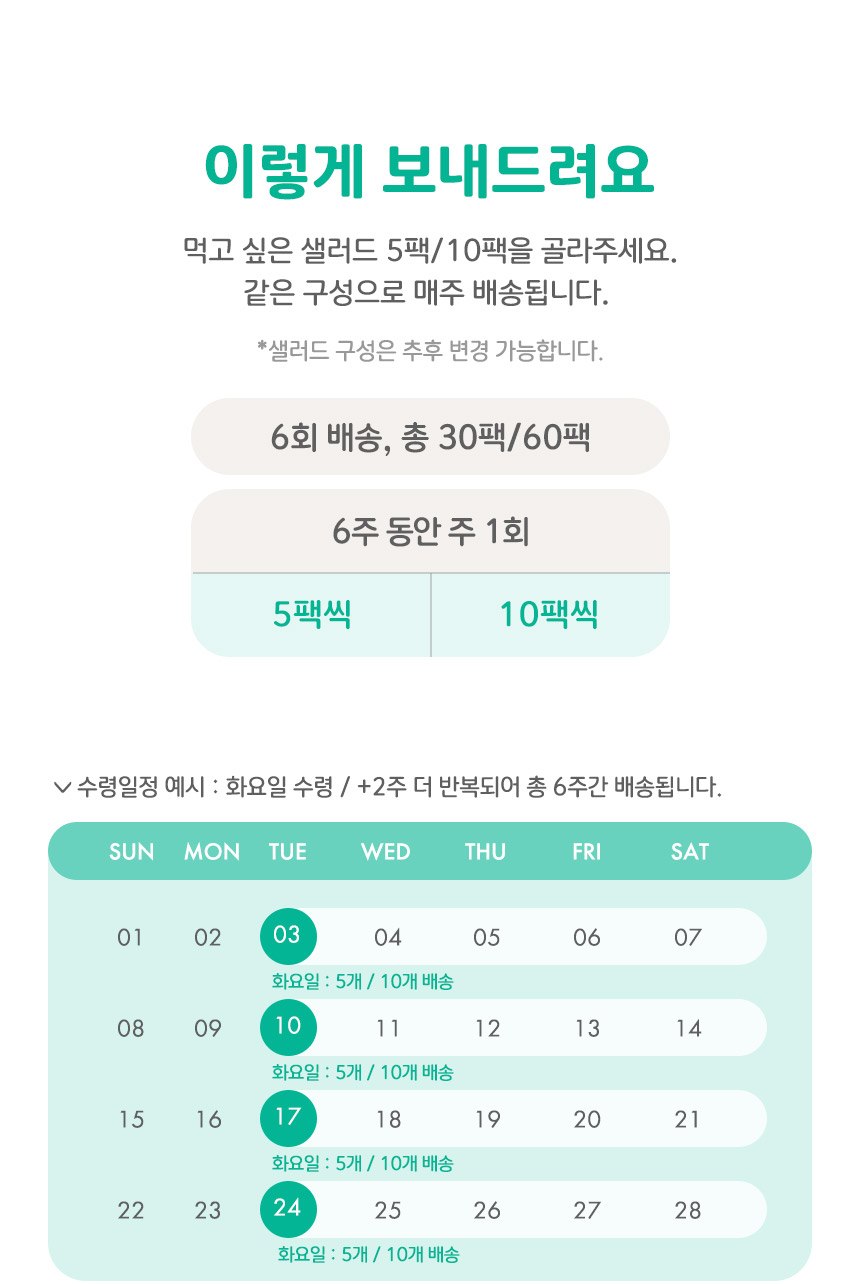 이렇게 보내드려요
먹고 싶은 샐러드 5팩/10팩을 골라주세요.
같은 구성으로 매주 배송됩니다.
*샐러드 구성은 추후 변경 가능합니다.
6회 배송, 총 30팩/60팩
6주 동안 주 1회
5팩씩 10팩씩
수령일정 예시 : 화요일 수령 / +2주 더 반복되어 총 6주간 배송됩니다.
SUN MON TUE WED THU FRI SAT
01 02 03 04 05 06 07
화요일 : 5개 / 10개 배송
08 09 10 11 12 13 14
화요일 : 5개 / 10개 배송
15 16 17 18 19 20 21
화요일 : 5개 / 10개 배송
22 23 24 25 26 27 28
화요일 : 5개 / 10개 배송